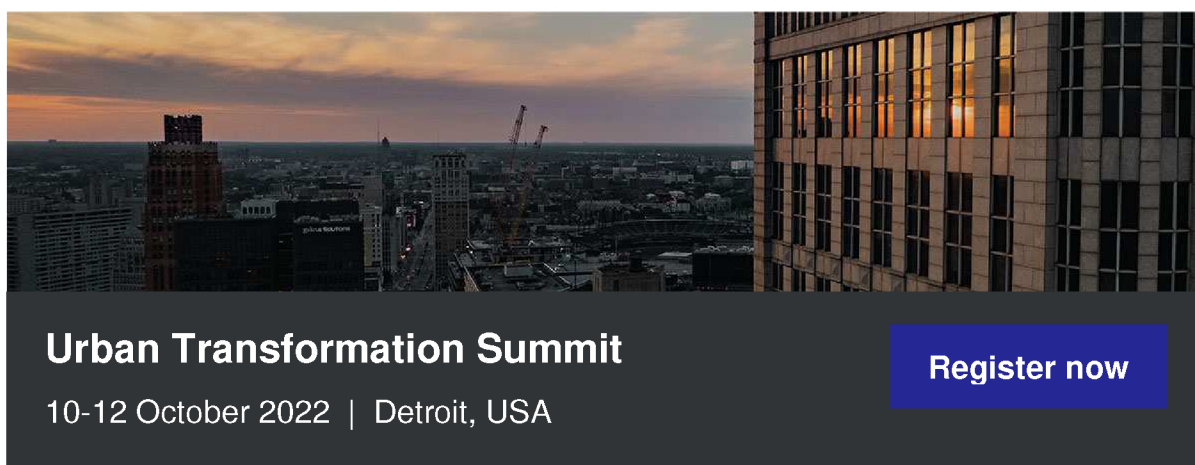 Urban Transformation Summit
10-12 October 2022 | Detroit, USA
Register now